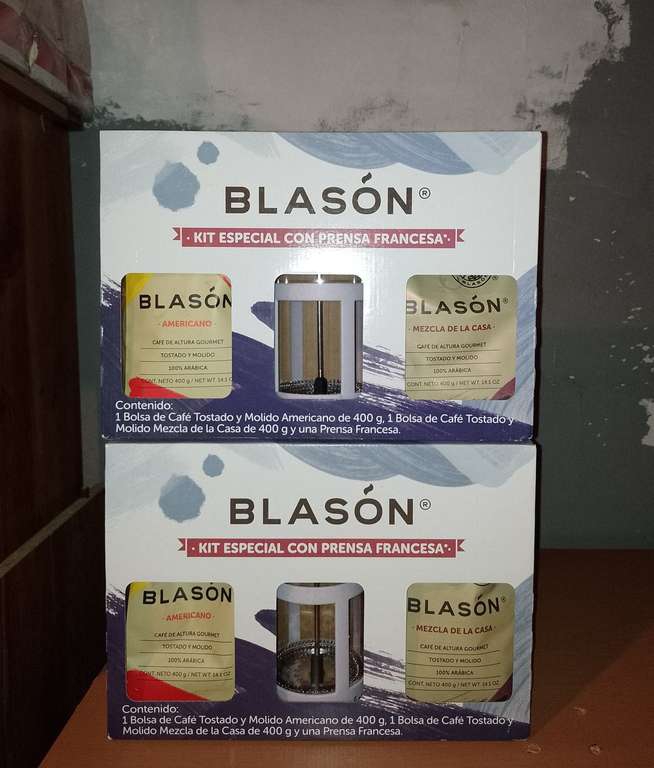 BLASÓN®
· KIT ESPECIAL CON PRENSA FRANCESA*·
BLASÓN
·AMERICANO·
CAFÉ DE ALTURA GOURMET
TOSTADO Y MOLIDO
100% ARÁBICA
CONT. NETO 400 g / NET WT. 14.1 OZ
BLASÓN
BLASÓN®
·MEZCLA DE LA CASA·
CAFÉ DE ALTURA GOURMET
TOSTADO Y MOLIDO
100% ARÁBICA
CONT. NETO 400 g / NET WT. 14.1 OZ.
Contenido:
1 Bolsa de Café Tostado y Molido Americano de 400 g, 1 Bolsa de Café Tostado y
Molido Mezcla de la Casa de 400 g y una Prensa Francesa.
BLASÓN®
· KIT ESPECIAL CON PRENSA FRANCESA*·
BLASÓN
·AMERICANO·
CAFÉ DE ALTURA GOURMET
TOSTADO Y MOLIDO
100% ARÁBICA
CONT. NETO 400 g / NET WT. 14.1 OZ
BLASÓN®
·MEZCLA DE LA CASA·
CAFÉ DE ALTURA GOURMET
TOSTADO Y MOLIDO
100% ARÁBICA
CONT. NETO 400 g / NET WT. 14.1 OZ.
Contenido:
1 Bolsa de Café Tostado y Molido Americano de 400 g, 1 Bolsa de Café Tostado y
Molido Mezcla de la Casa de 400 g y una Prensa Francesa.